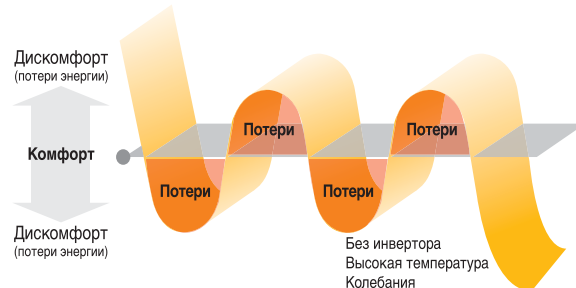 Дискомфорт
(потери энергии)
Комфорт
Дискомфорт
(потери энергии)
Потери
Потери
Потери
Потери
Без инвертора
Высокая температура
Колебания